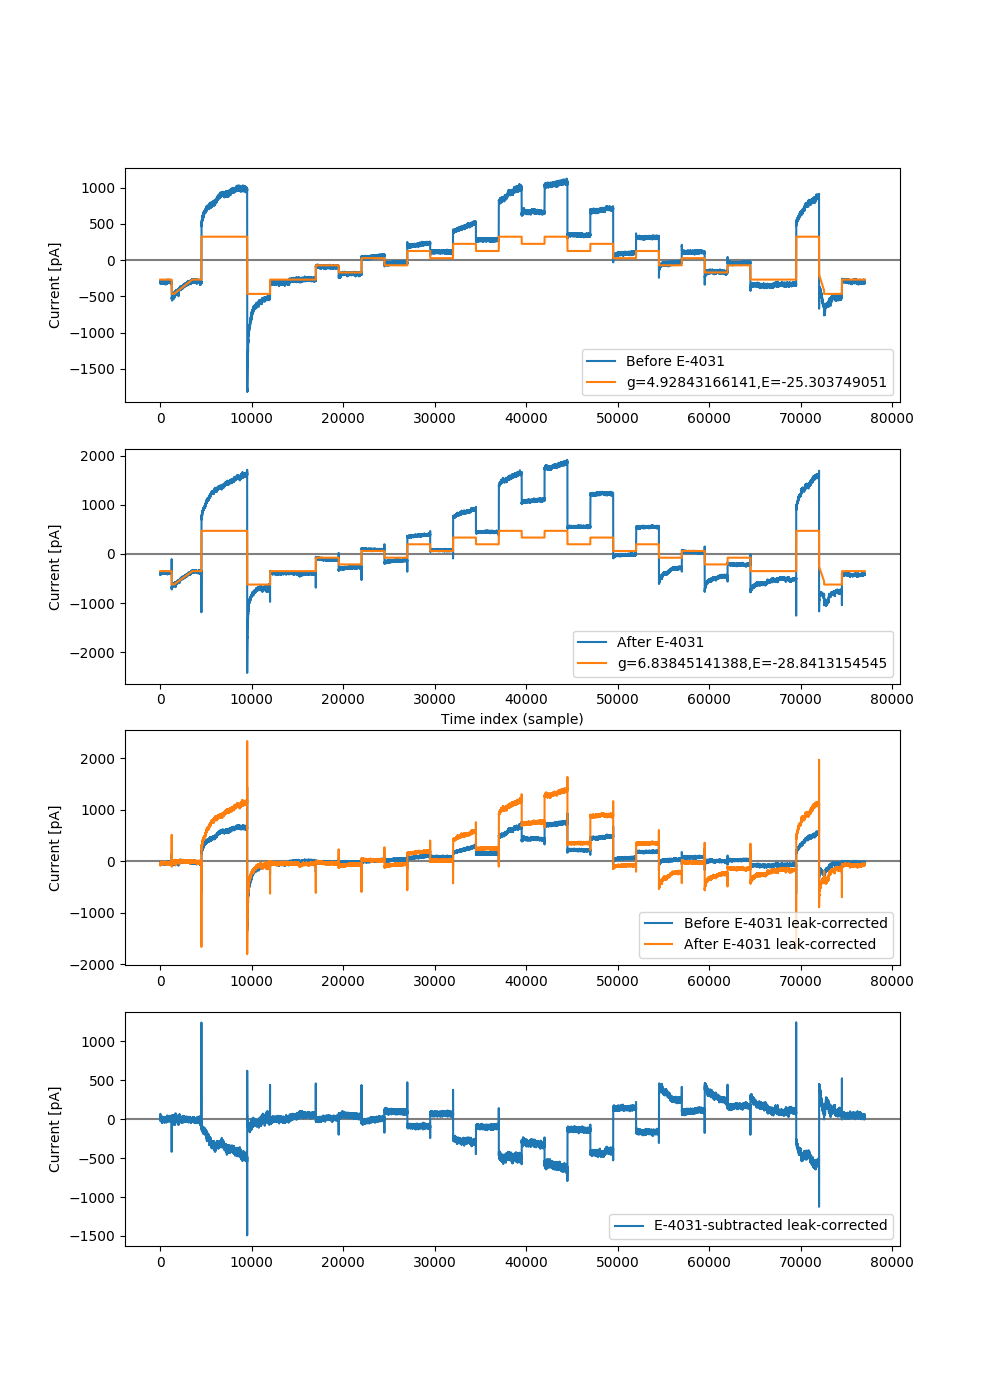 1000
500
0
−500
−1000
−1500
Current [pA]
Before E-4031
g=4.92843166141,E=-25.303749051
0 10000 20000 30000 40000 50000 60000 70000 80000
2000
1000
0
−1000
−2000
Current [pA]
After E-4031
g=6.83845141388,E=-28.8413154545
0 10000 20000 30000 40000 50000 60000 70000 80000
Time index (sample)
2000
1000
0
−1000
−2000
Current [pA]
Before E-4031 leak-corrected
After E-4031 leak-corrected
0 10000 20000 30000 40000 50000 60000 70000 80000
1000
500
0
−500
−1000
−1500
Current [pA]
E-4031-subtracted leak-corrected
0 10000 20000 30000 40000 50000 60000 70000 80000